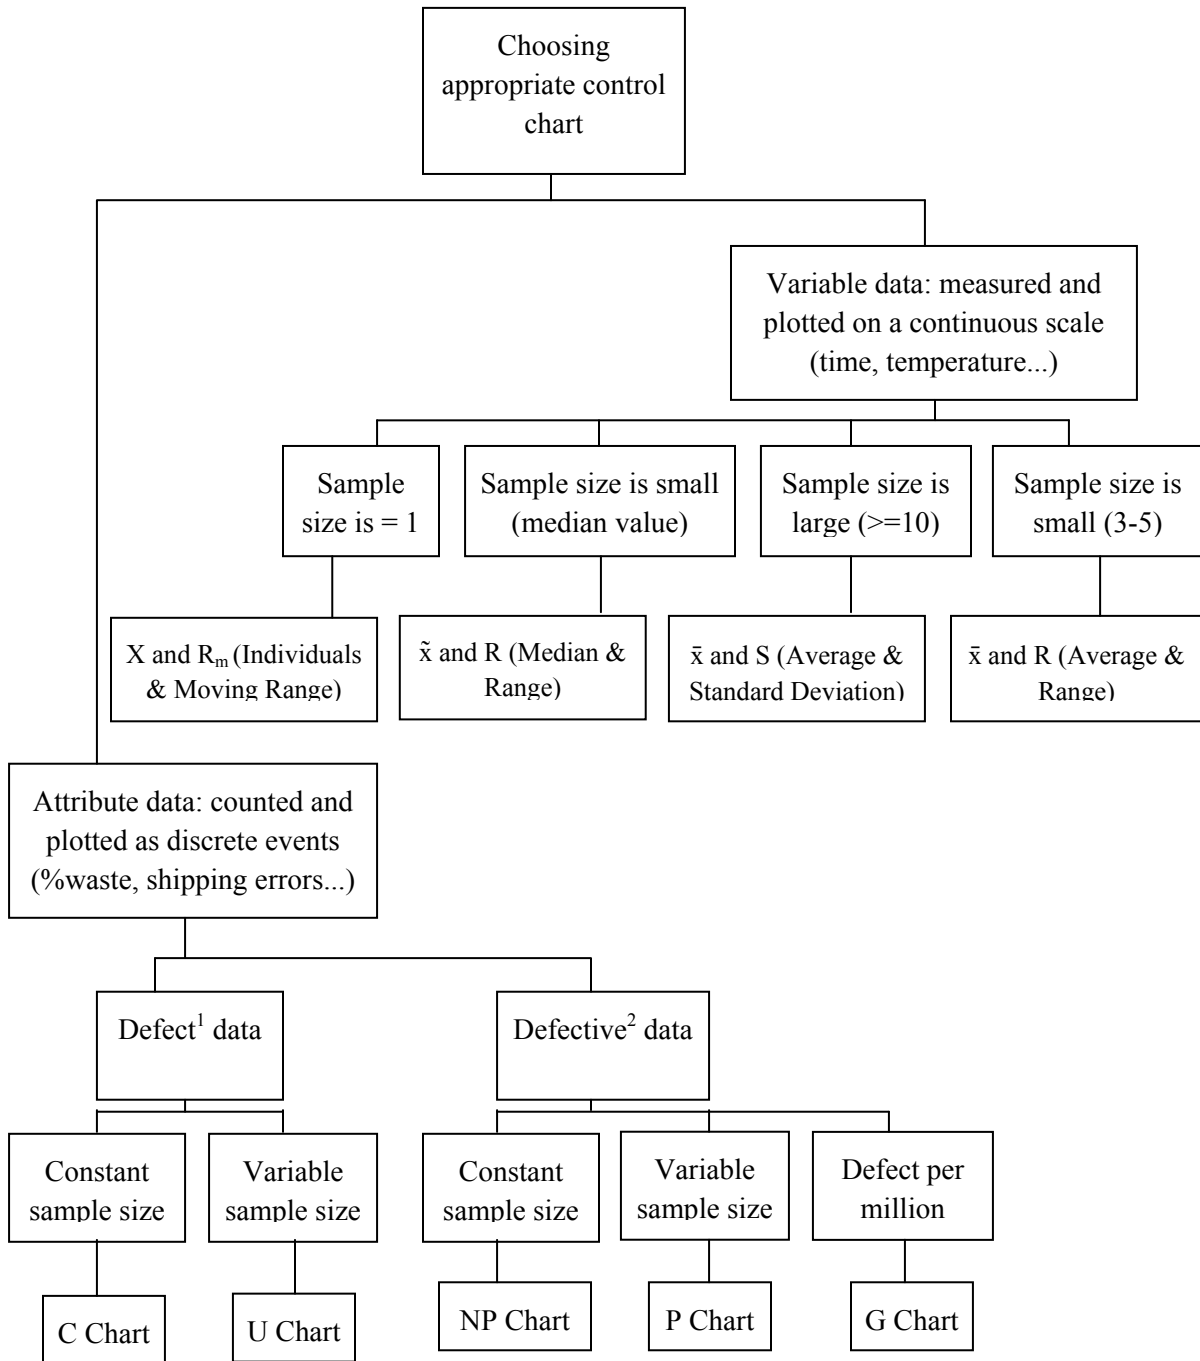 Choosing
appropriate control
chart
Variable data: measured and
plotted on a continuous scale
(time, temperature...)
Sample
size is = 1
Sample size is small
(median value)
Sample size is
large (>=10)
Sample size is
small (3-5)
X and Rₘ (Individuals
& Moving Range)
x̃ and R (Median &
Range)
x̄ and S (Average &
Standard Deviation)
x̄ and R (Average &
Range)
Attribute data: counted and
plotted as discrete events
(%waste, shipping errors...)
Defect¹ data
Defective² data
Constant
sample size
Variable
sample size
Constant
sample size
Variable
sample size
Defect per
million
C Chart
U Chart
NP Chart
P Chart
G Chart